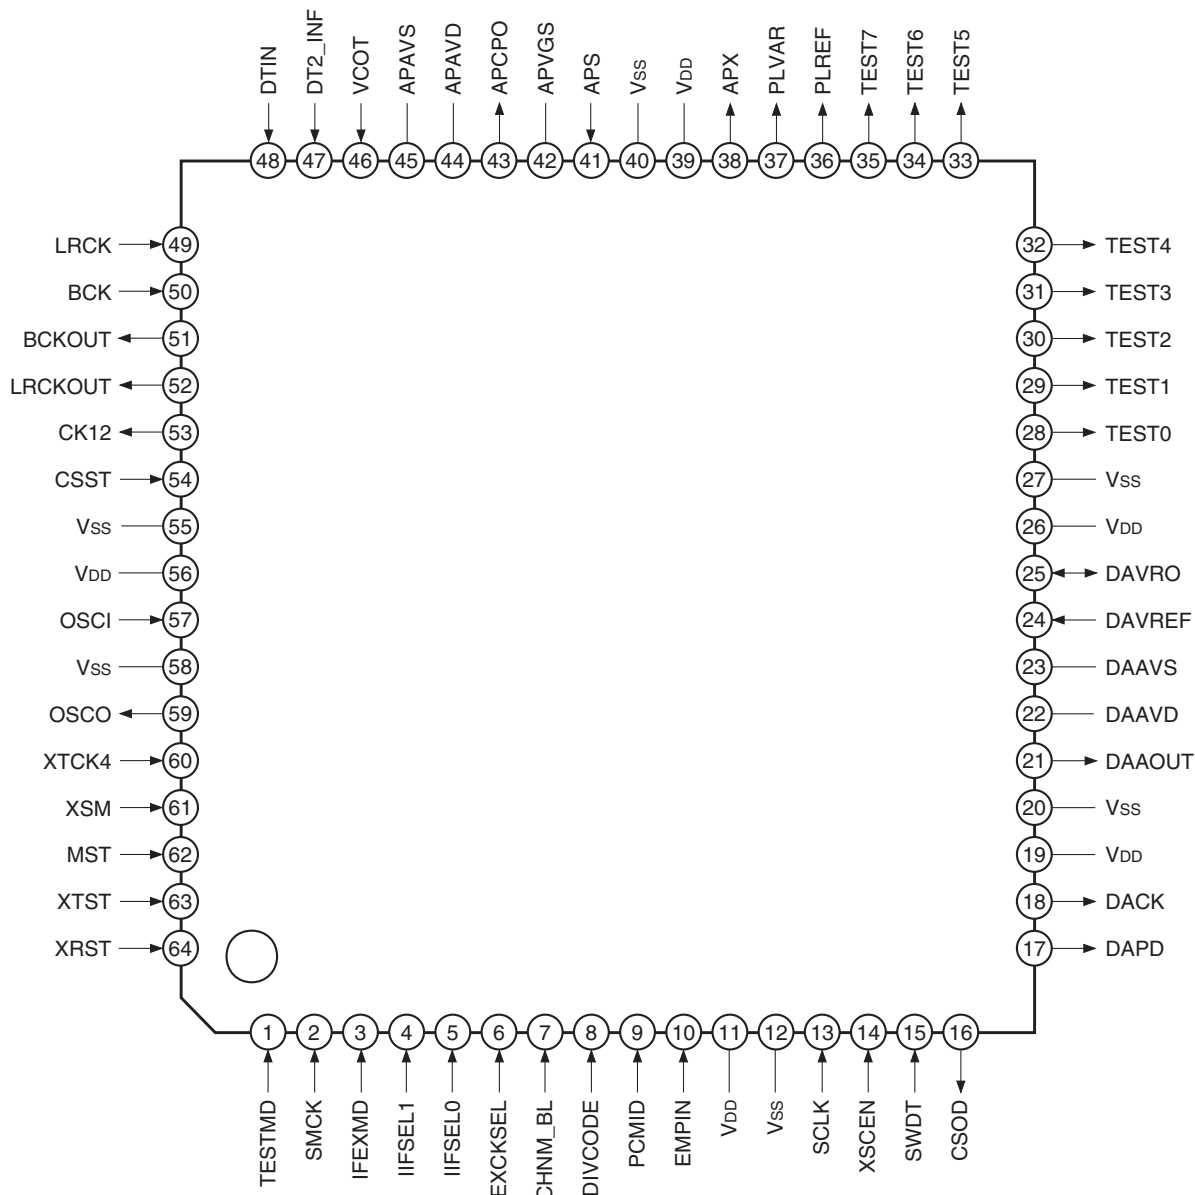 DTIN
DT2_INF
VCOT
APAVS
APAVD
APCPO
APVGS
APS
VSS
VDD
APX
PLVAR
PLREF
TEST7
TEST6
TEST5
48 47 46 45 44 43 42 41 40 39 38 37 36 35 34 33
LRCK 49
BCK 50
BCKOUT 51
LRCKOUT 52
CK12 53
CSST 54
VSS 55
VDD 56
OSCI 57
VSS 58
OSCO 59
XTCK4 60
XSM 61
MST 62
XTST 63
XRST 64
32 TEST4
31 TEST3
30 TEST2
29 TEST1
28 TEST0
27 VSS
26 VDD
25 DAVRO
24 DAVREF
23 DAAVS
22 DAAVD
21 DAAOUT
20 VSS
19 VDD
18 DACK
17 DAPD
1 2 3 4 5 6 7 8 9 10 11 12 13 14 15 16
TESTMD
SMCK
IFEXMD
IIFSEL1
IIFSEL0
EXCKSEL
CHNM_BL
DIVCODE
PCMID
EMPIN
VDD
VSS
SCLK
XSCEN
SWDT
CSOD